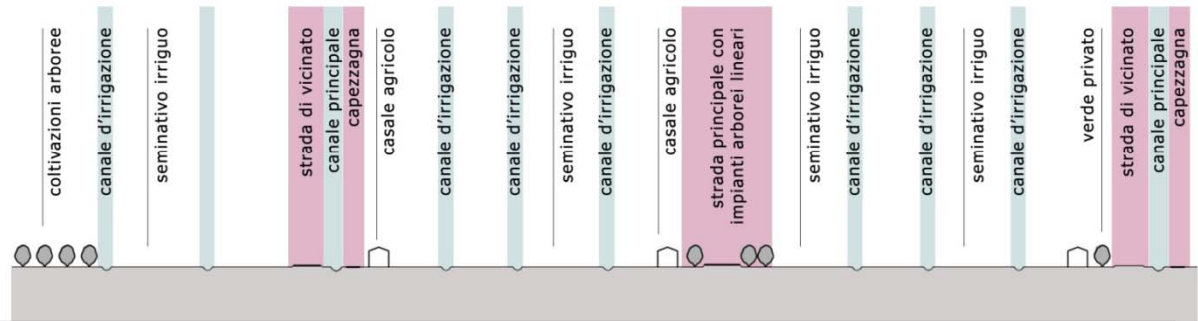 coltivazioni arboree
canale d'irrigazione
seminativo irriguo
strada di vicinato
canale principale
capezzagna
casale agricolo
canale d'irrigazione
canale d'irrigazione
seminativo irriguo
canale d'irrigazione
casale agricolo
strada principale con
impianti arborei lineari
seminativo irriguo
canale d'irrigazione
canale d'irrigazione
seminativo irriguo
canale d'irrigazione
verde privato
strada di vicinato
canale principale
capezzagna